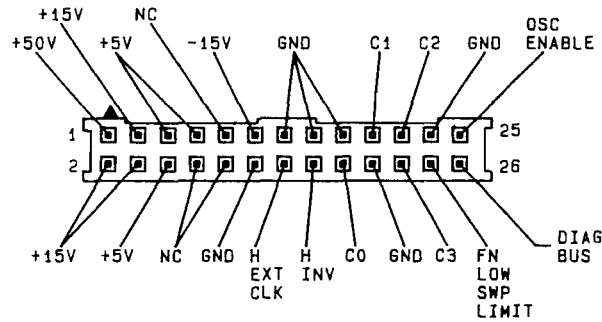 +15V NC OSC
+50V +5V -15V GND C1 C2 GND ENABLE
1 25
2 26
+15V +5V NC GND H H C0 GND C3 FN DIAG
EXT INV LOW BUS
CLK SWP
LIMIT